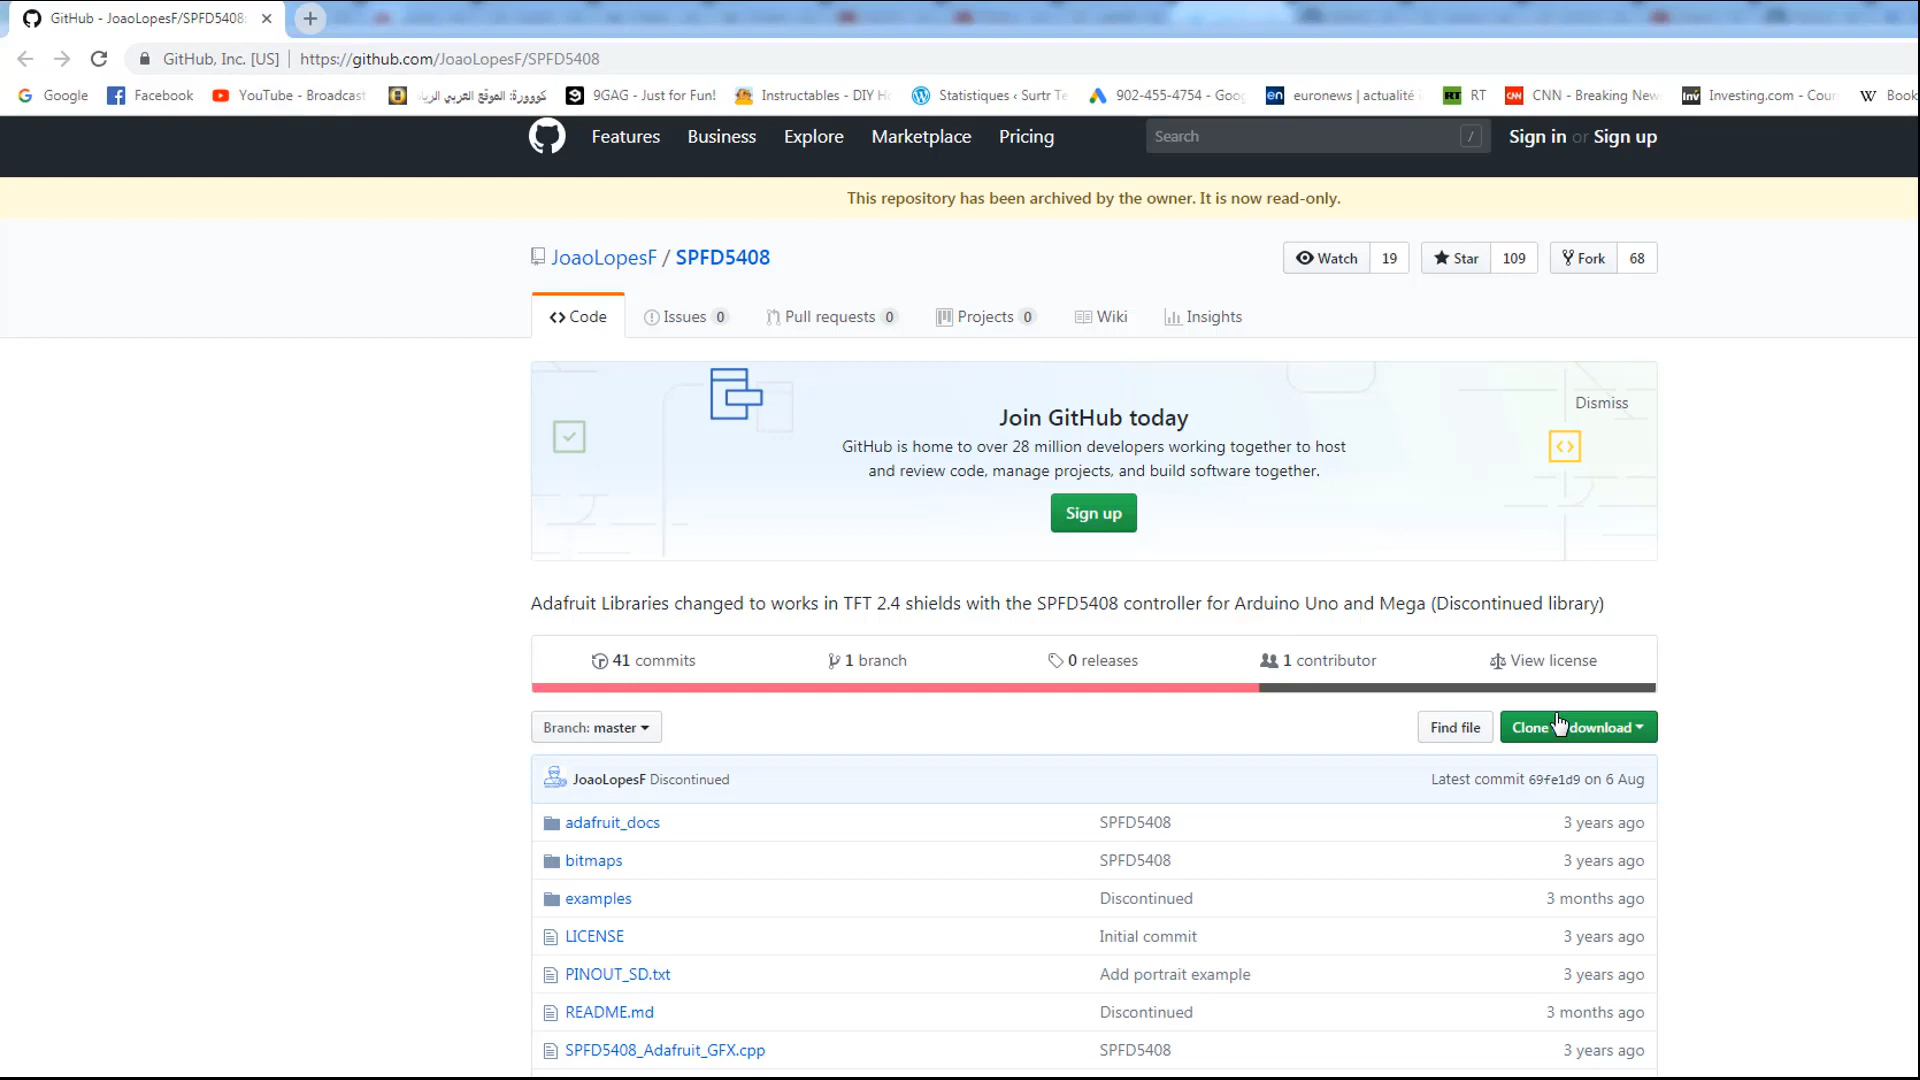 GitHub - JoaoLopesF/SPFD5408:
GitHub, Inc. [US] | https://github.com/JoaoLopesF/SPFD5408
Google Facebook YouTube - Broadcast كووورة: الموقع العربي الريا 9GAG - Just for Fun! Instructables - DIY H Statistiques ‹ Surtr Te 902-455-4754 - Goo euronews | actualité RT CNN - Breaking New Investing.com - Cour Book
Features Business Explore Marketplace Pricing Search / Sign in or Sign up
This repository has been archived by the owner. It is now read-only.
JoaoLopesF / SPFD5408 Watch 19 Star 109 Fork 68
Code Issues 0 Pull requests 0 Projects 0 Wiki Insights
Dismiss
Join GitHub today
GitHub is home to over 28 million developers working together to host
and review code, manage projects, and build software together.
Sign up
Adafruit Libraries changed to works in TFT 2.4 shields with the SPFD5408 controller for Arduino Uno and Mega (Discontinued library)
41 commits 1 branch 0 releases 1 contributor View license
Branch: master Find file Clone download
JoaoLopesF Discontinued Latest commit 69fe1d9 on 6 Aug
adafruit_docs SPFD5408 3 years ago
bitmaps SPFD5408 3 years ago
examples Discontinued 3 months ago
LICENSE Initial commit 3 years ago
PINOUT_SD.txt Add portrait example 3 years ago
README.md Discontinued 3 months ago
SPFD5408_Adafruit_GFX.cpp SPFD5408 3 years ago